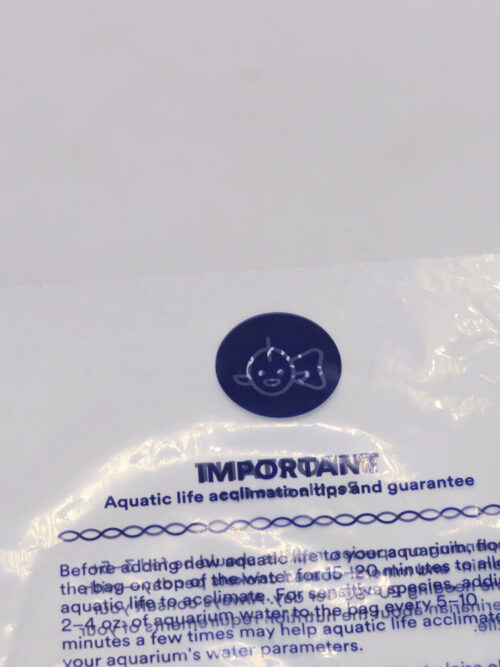 IMPORTANT
Aquatic life acclimation tips and guarantee
Before adding new aquatic life to your aquarium, flo
the bag on top of the water for 15-20 minutes to allo
aquatic life to acclimate. For sensitive species, addi
2–4 oz. of aquarium water to the bag every 5–10
minutes a few times may help aquatic life acclimate
your aquarium's water parameters.